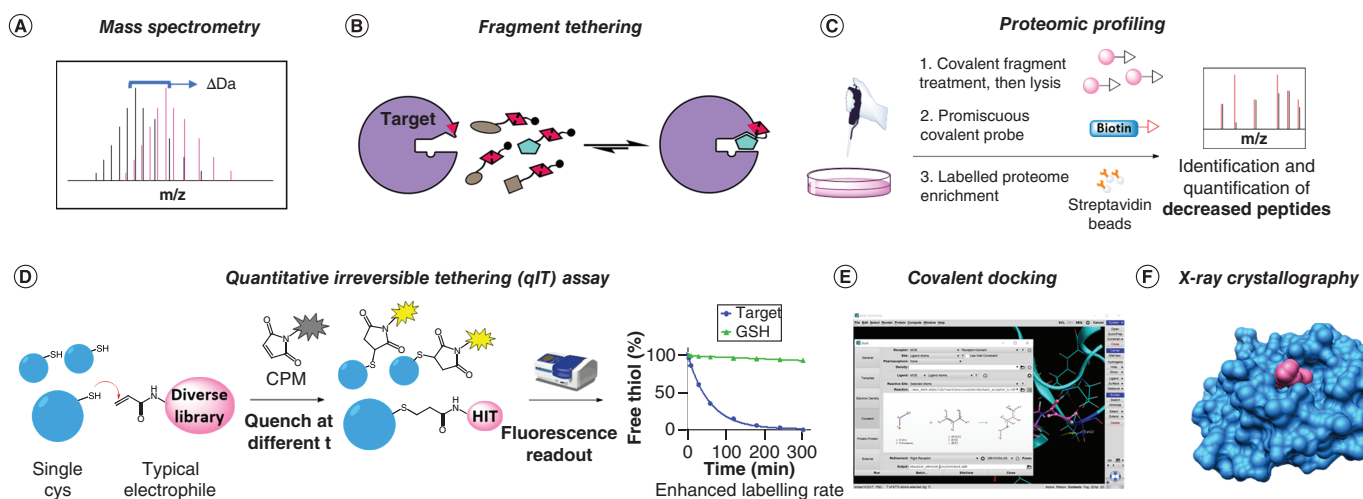 A
Mass spectrometry
ΔDa
m/z
B
Fragment tethering
Target
C
Proteomic profiling
1. Covalent fragment
treatment, then lysis
2. Promiscuous
covalent probe
Biotin
3. Labelled proteome
enrichment
Streptavidin
beads
m/z
Identification and
quantification of
decreased peptides
D
Quantitative irreversible tethering (qIT) assay
SH
SH
SH
Single
cys
O
N
H
Diverse
library
Typical
electrophile
O
N
O
CPM
Quench at
different t
O
N
O
S
O
N
O
S
S
O
H
N
HIT
Fluorescence
readout
Target
GSH
Free thiol (%)
100
50
0
0
100
200
300
Time (min)
Enhanced labelling rate
E
Covalent docking
F
X-ray crystallography